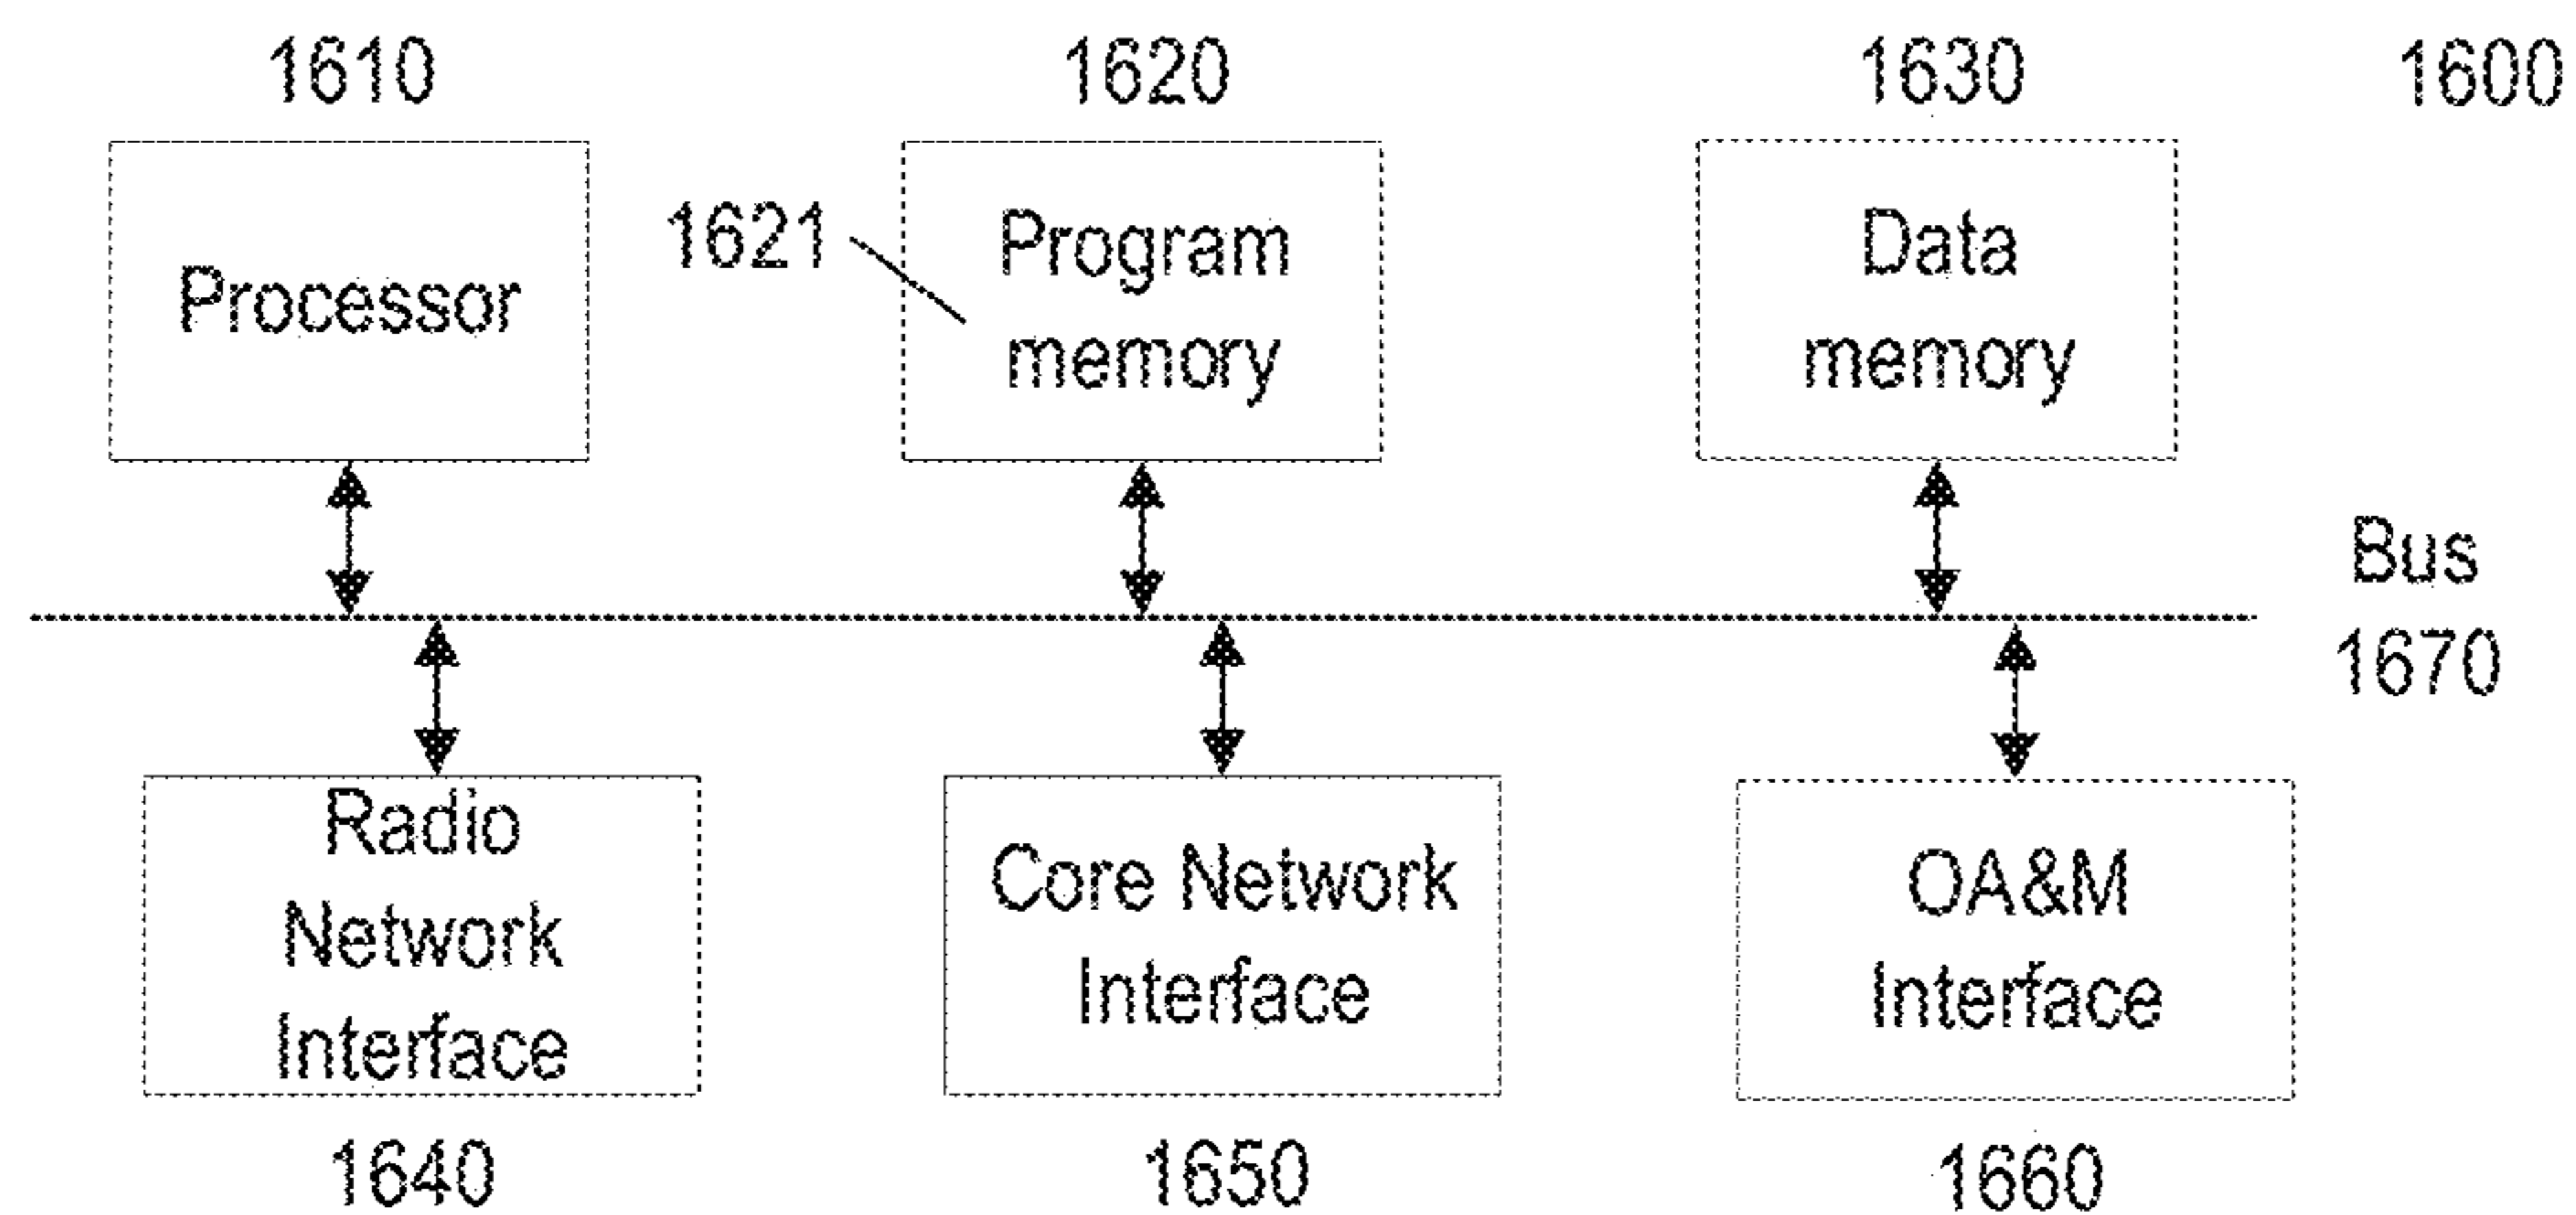 1610
1620
1630
1600
Processor
1621
Program
memory
Data
memory
Bus
1670
Radio
Network
Interface
Core Network
Interface
OA&M
Interface
1640
1650
1660